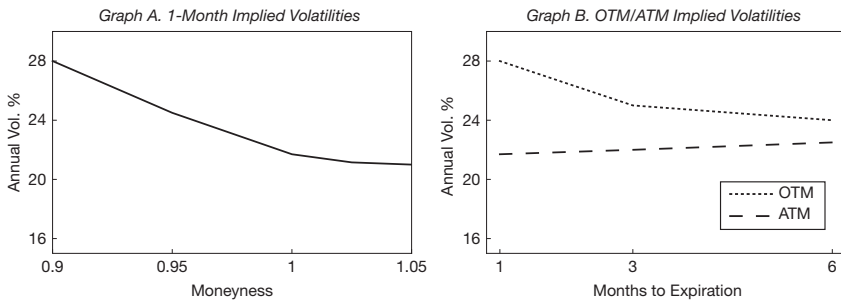 Graph A. 1-Month Implied Volatilities
Annual Vol. %
28
24
20
16
0.9 0.95 1 1.05
Moneyness
Graph B. OTM/ATM Implied Volatilities
Annual Vol. %
28
24
20
16
OTM
ATM
1 3 6
Months to Expiration